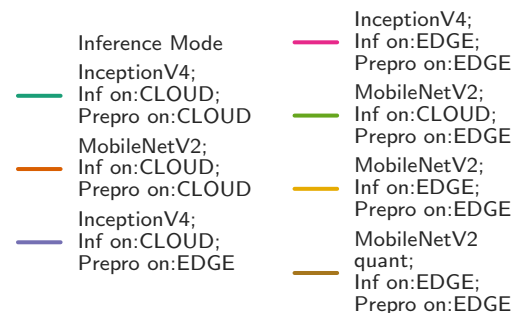 Inference Mode
InceptionV4;
Inf on:CLOUD;
Prepro on:CLOUD
MobileNetV2;
Inf on:CLOUD;
Prepro on:CLOUD
InceptionV4;
Inf on:CLOUD;
Prepro on:EDGE
InceptionV4;
Inf on:EDGE;
Prepro on:EDGE
MobileNetV2;
Inf on:CLOUD;
Prepro on:EDGE
MobileNetV2;
Inf on:EDGE;
Prepro on:EDGE
MobileNetV2
quant;
Inf on:EDGE;
Prepro on:EDGE